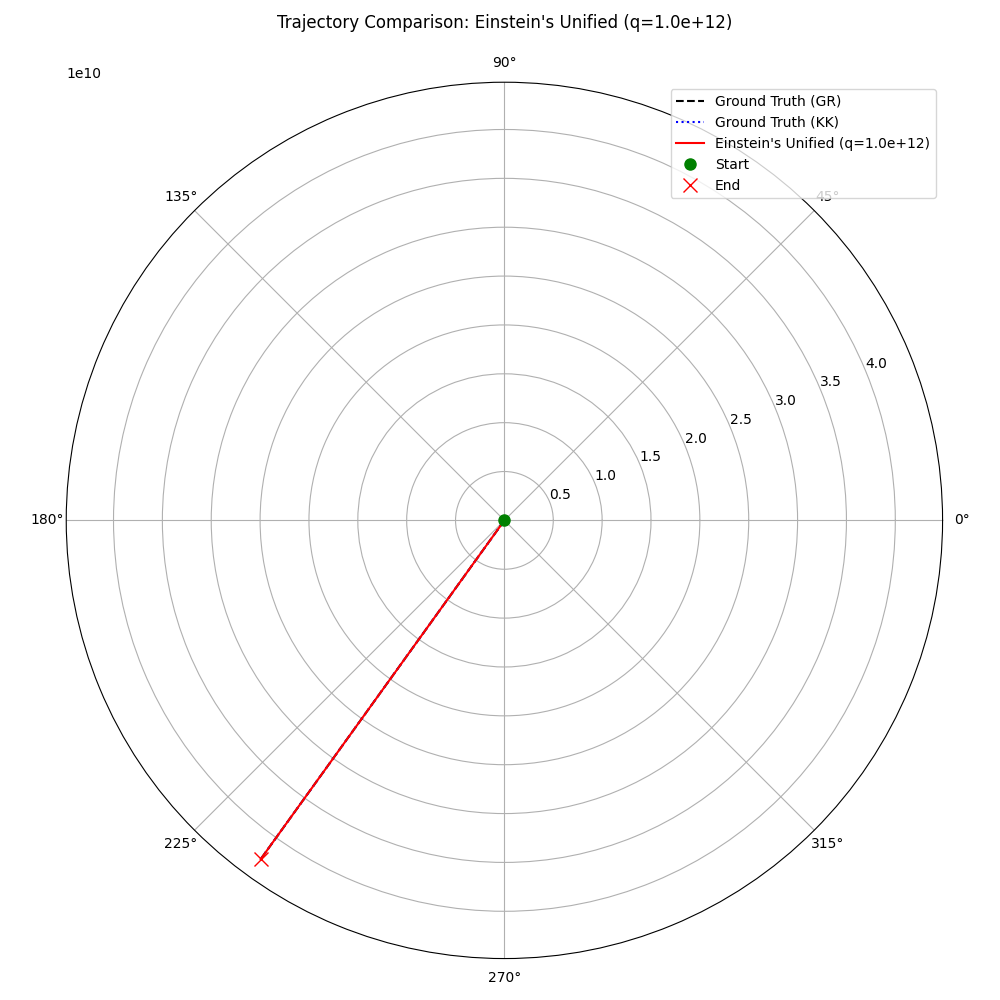 Trajectory Comparison: Einstein's Unified (q=1.0e+12)
90°
1e10
Ground Truth (GR)
Ground Truth (KK)
Einstein's Unified (q=1.0e+12)
Start
End
135°
45°
4.0
3.5
3.0
2.5
2.0
1.5
1.0
0.5
180°
0°
225°
315°
270°